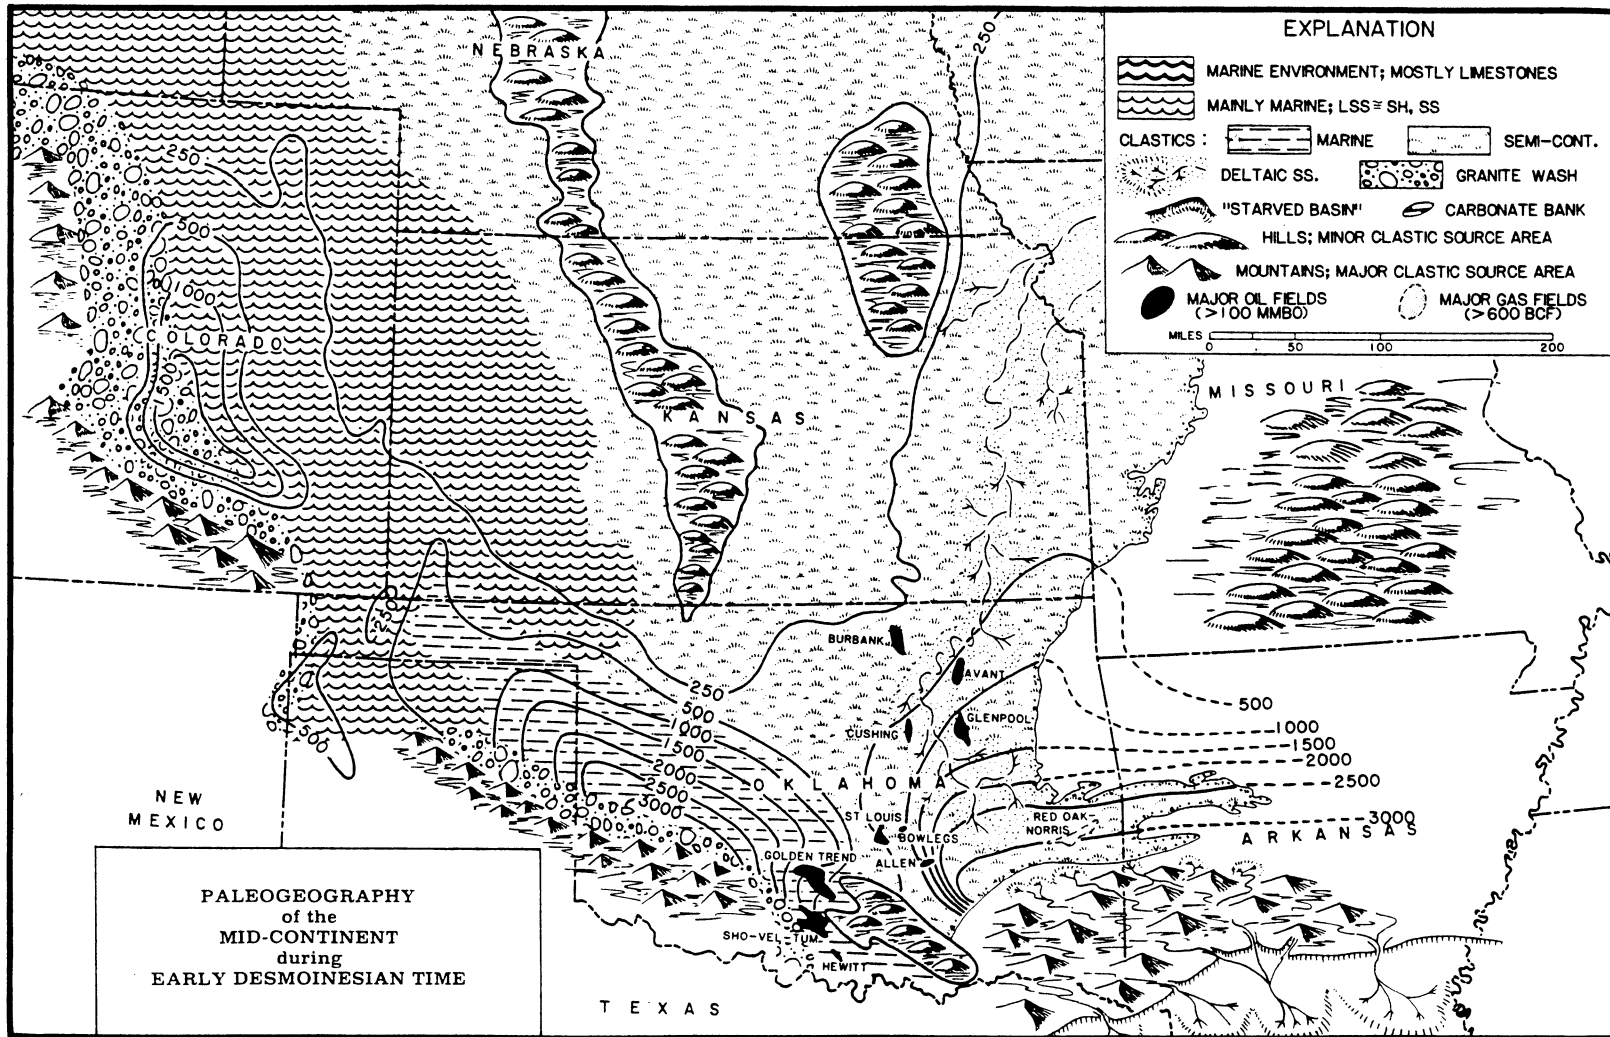 EXPLANATION
MARINE ENVIRONMENT; MOSTLY LIMESTONES
MAINLY MARINE; LSS ≅ SH, SS
CLASTICS : MARINE SEMI-CONT.
DELTAIC SS. GRANITE WASH
"STARVED BASIN" CARBONATE BANK
HILLS; MINOR CLASTIC SOURCE AREA
MOUNTAINS; MAJOR CLASTIC SOURCE AREA
MAJOR OIL FIELDS
(>100 MMBO)
MAJOR GAS FIELDS
(>600 BCF)
MILES
0 50 100 200
NEBRASKA
250
250
500
1000
COLORADO
500
KANSAS
MISSOURI
250
500
BURBANK
AVANT
GLENPOOL
CUSHING
250
500
1000
1500
2000
2500
3000
OKLAHOMA
500
1000
1500
2000
2500
3000
ST LOUIS
BOWLEGS
ALLEN
RED OAK
NORRIS
ARKANSAS
GOLDEN TREND
SHO-VEL-TUM
HEWITT
NEW
MEXICO
TEXAS
PALEOGEOGRAPHY
of the
MID-CONTINENT
during
EARLY DESMOINESIAN TIME